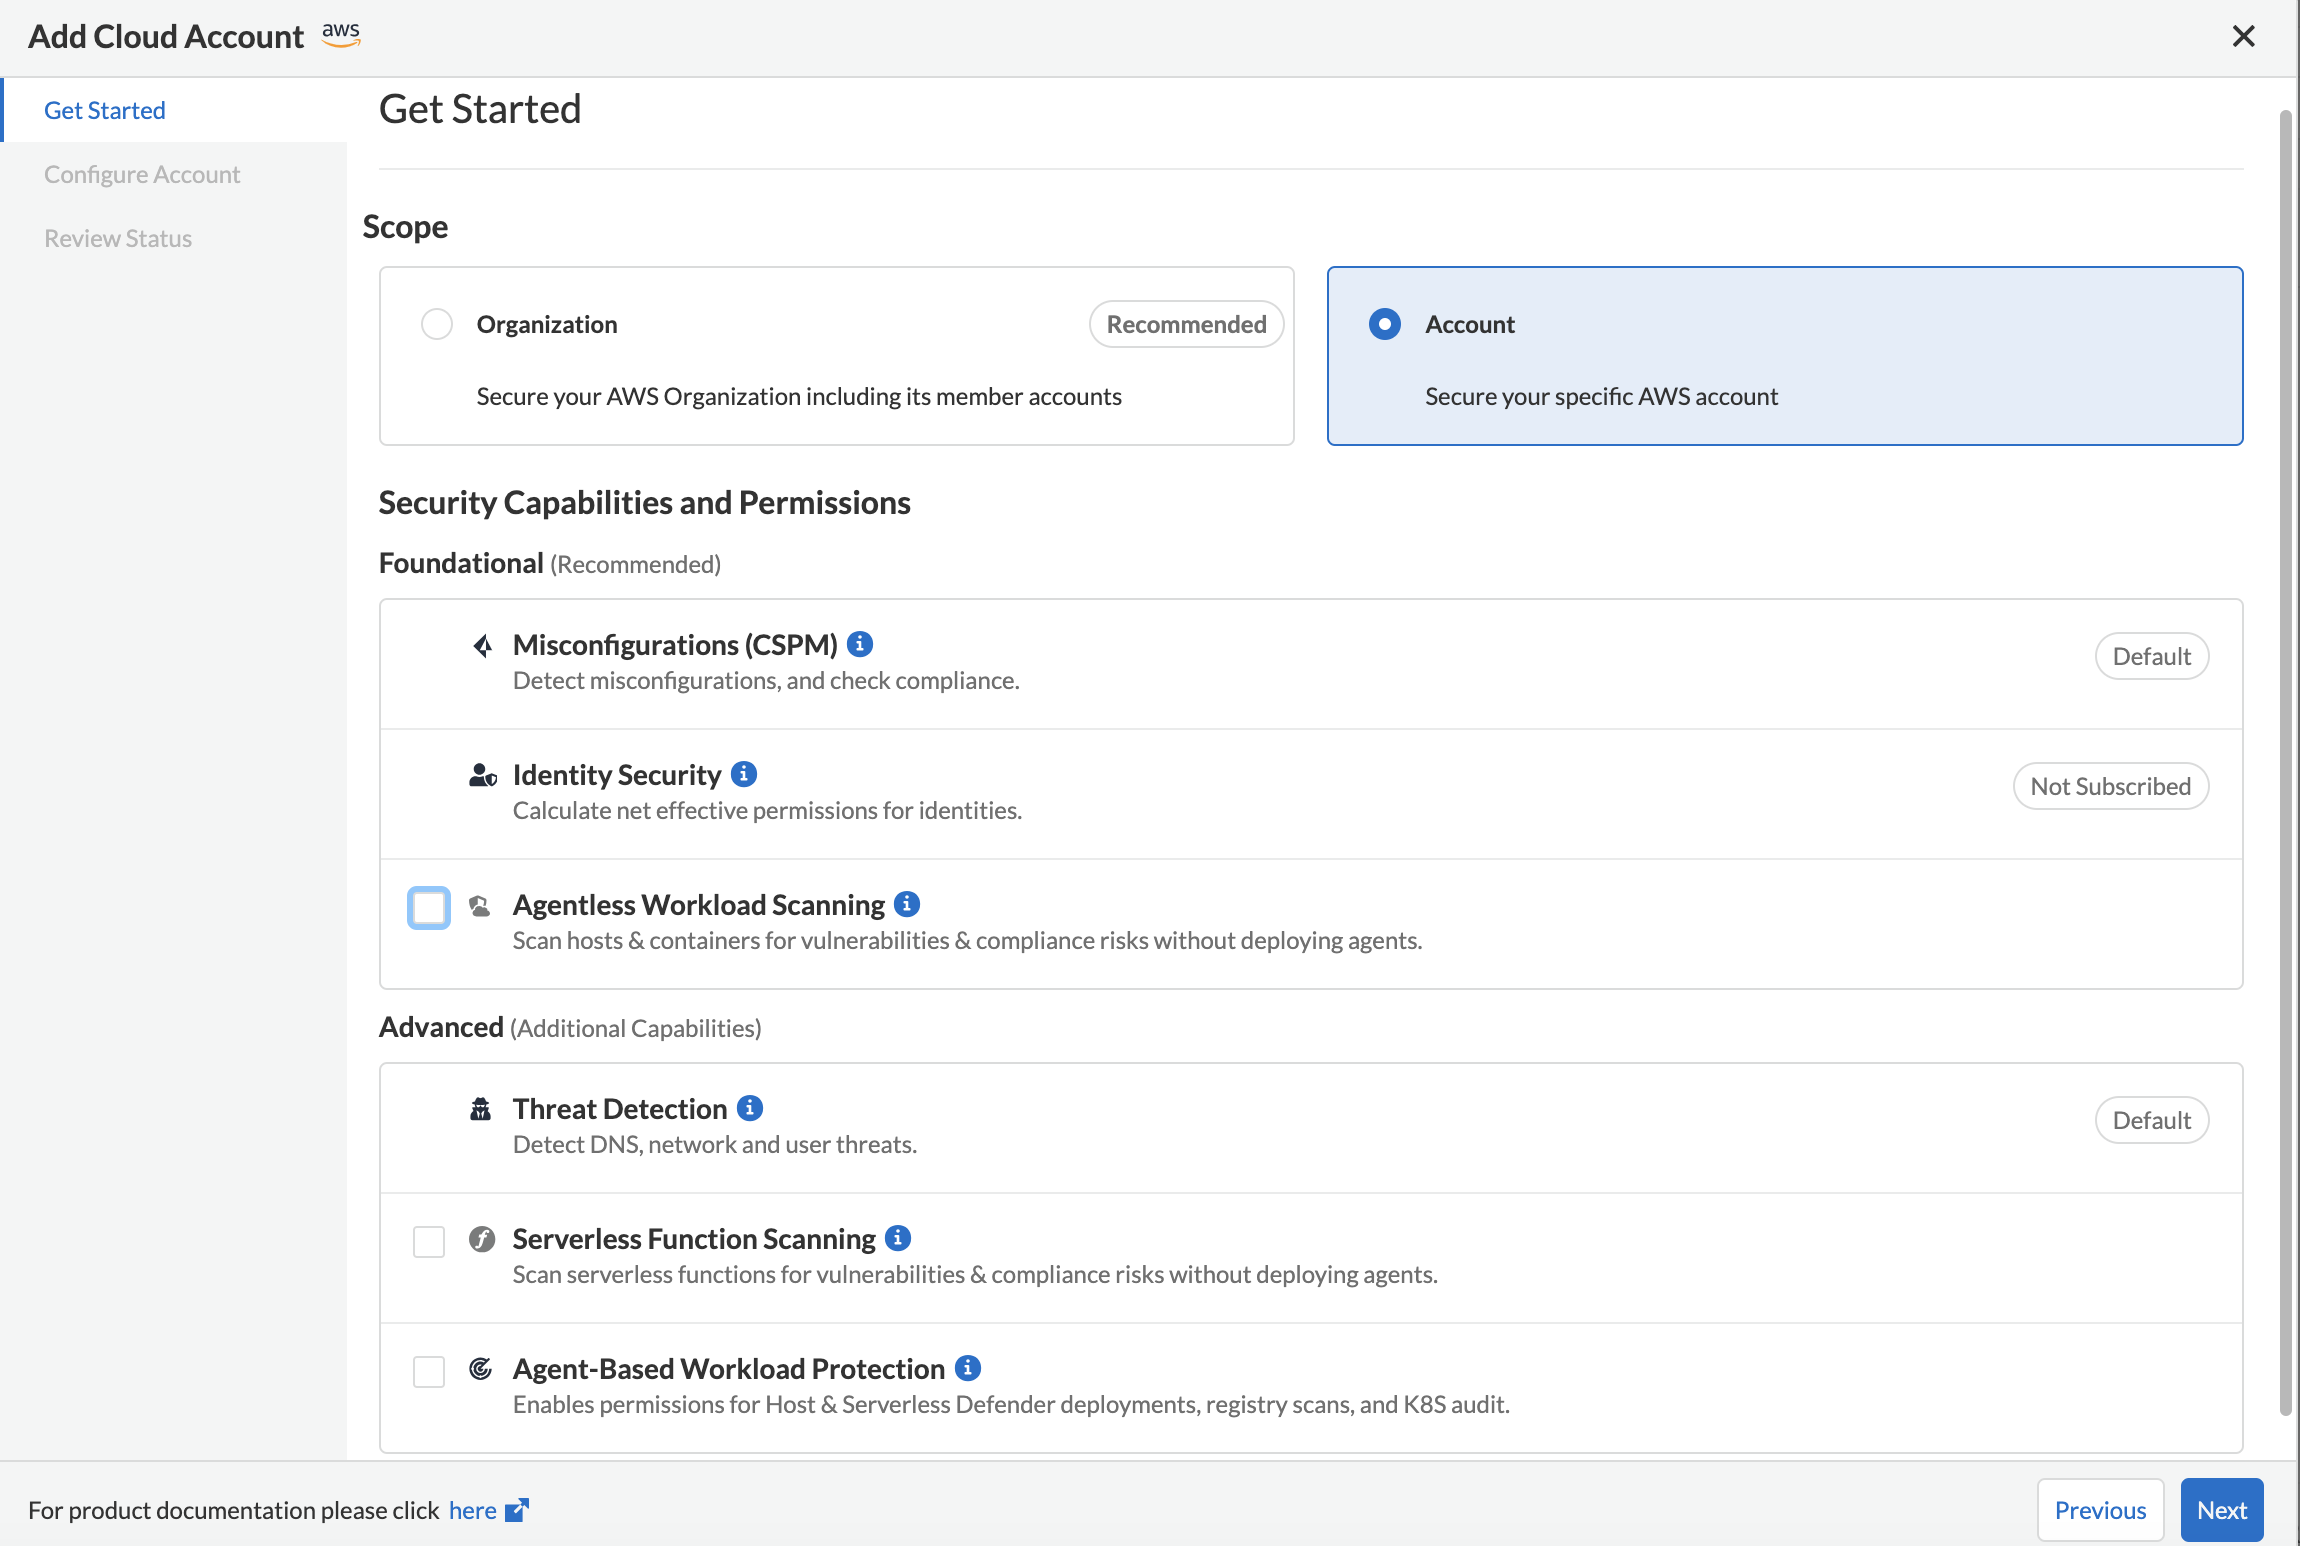 Add Cloud Account aws
Get Started
Configure Account
Review Status
Get Started
Scope
Organization
Recommended
Secure your AWS Organization including its member accounts
Account
Secure your specific AWS account
Security Capabilities and Permissions
Foundational (Recommended)
Misconfigurations (CSPM)
Detect misconfigurations, and check compliance.
Default
Identity Security
Calculate net effective permissions for identities.
Not Subscribed
Agentless Workload Scanning
Scan hosts & containers for vulnerabilities & compliance risks without deploying agents.
Advanced (Additional Capabilities)
Threat Detection
Detect DNS, network and user threats.
Default
Serverless Function Scanning
Scan serverless functions for vulnerabilities & compliance risks without deploying agents.
Agent-Based Workload Protection
Enables permissions for Host & Serverless Defender deployments, registry scans, and K8S audit.
For product documentation please click here
Previous
Next